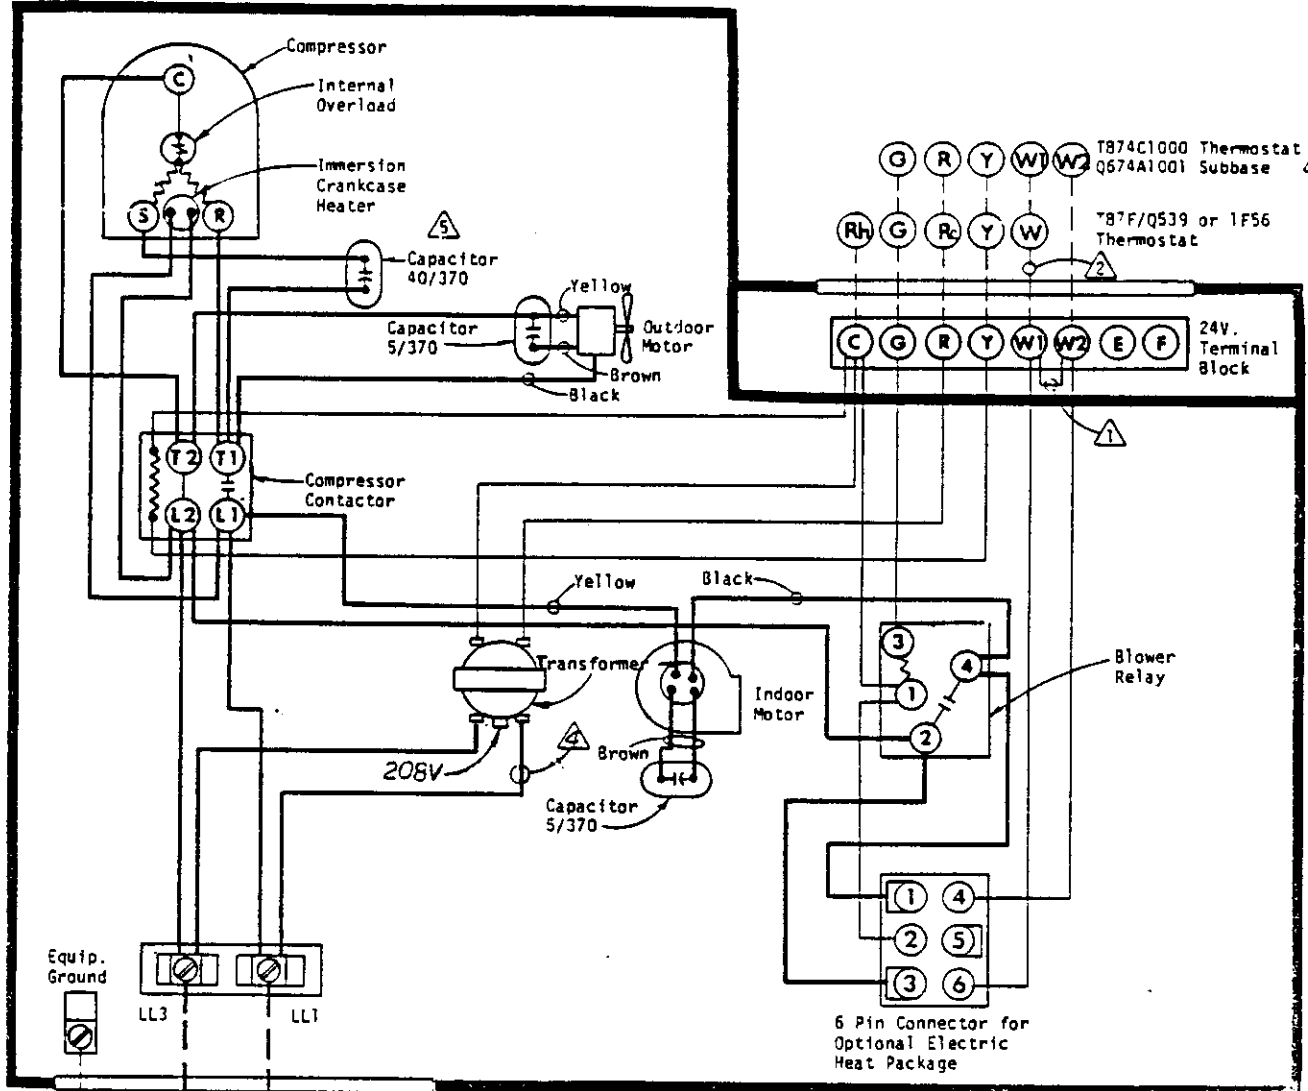 Compressor
C
Internal
Overload
Immersion
Crankcase
Heater
S
R
5
Capacitor
40/370
Yellow
Capacitor
5/370
Outdoor
Motor
Brown
Black
G R Y W1 W2
T874C1000 Thermostat
Q674A1001 Subbase
Rh G Rc Y W
T87F/Q539 or 1F56
Thermostat
2
C G R Y W1 W2 E F
24V.
Terminal
Block
1
T2 T1
L2 L1
Compressor
Contactor
Yellow
Black
Transformer
208V
4
Indoor
Motor
Brown
Capacitor
5/370
3
4
1
2
Blower
Relay
1 4
2 5
3 6
6 Pin Connector for
Optional Electric
Heat Package
Equip.
Ground
LL3
LL1